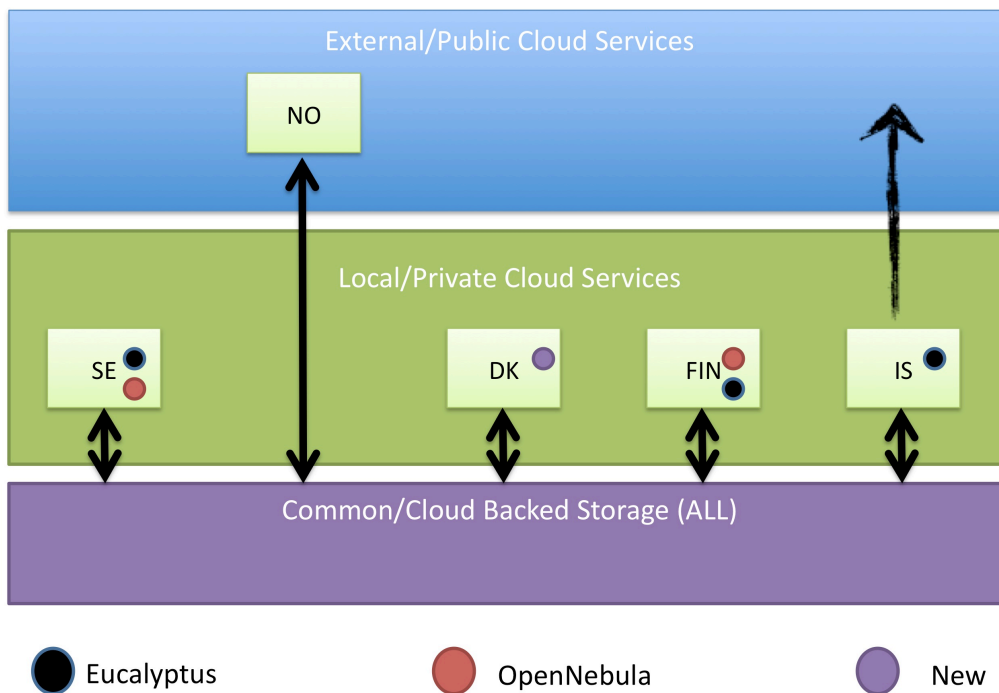 External/Public Cloud Services
NO
Local/Private Cloud Services
SE
DK
FIN
IS
Common/Cloud Backed Storage (ALL)
Eucalyptus
OpenNebula
New